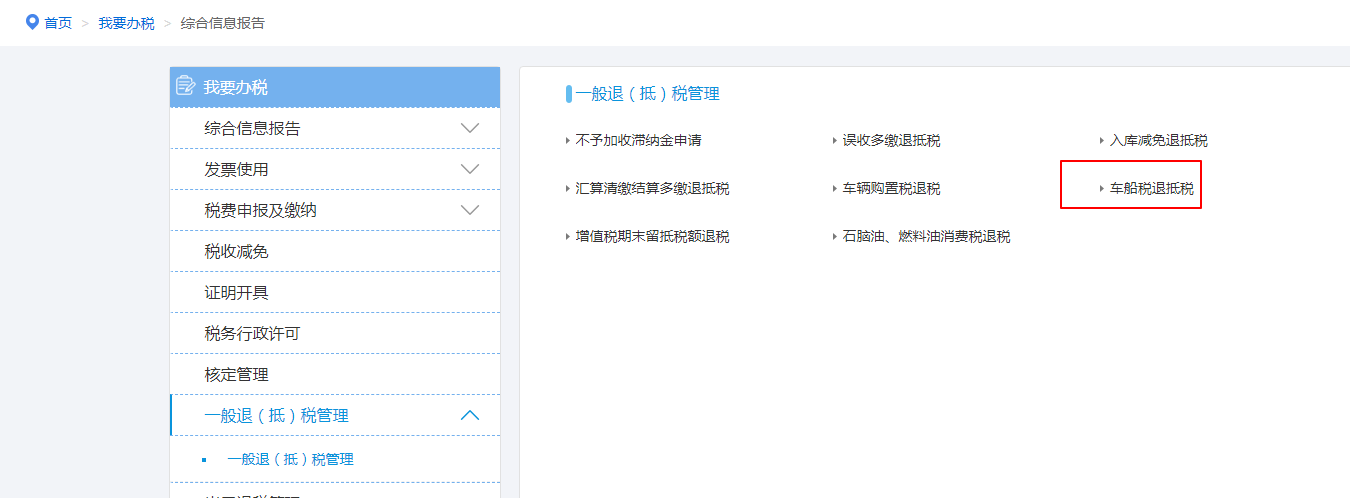 首页 > 我要办税 > 综合信息报告
我要办税
综合信息报告
发票使用
税费申报及缴纳
税收减免
证明开具
税务行政许可
核定管理
一般退（抵）税管理
一般退（抵）税管理
一般退（抵）税管理
不予加收滞纳金申请 误收多缴退抵税 入库减免退抵税
汇算清缴结算多缴退抵税 车辆购置税退税 车船税退抵税
增值税期末留抵税额退税 石脑油、燃料油消费税退税